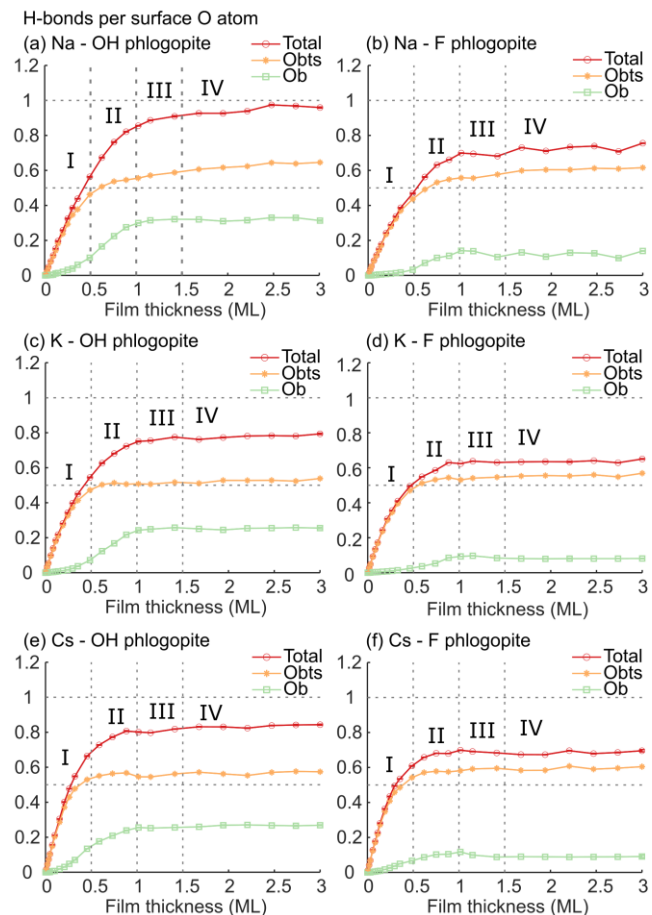 H-bonds per surface O atom
(a) Na - OH phlogopite
Total
Obts
Ob
1.2
1
0.8
0.6
0.4
0.2
0
I
II
III
IV
0 0.5 1 1.5 2 2.5 3
Film thickness (ML)
(b) Na - F phlogopite
Total
Obts
Ob
1.2
1
0.8
0.6
0.4
0.2
0
I
II
III
IV
0 0.5 1 1.5 2 2.5 3
Film thickness (ML)
(c) K - OH phlogopite
Total
Obts
Ob
1.2
1
0.8
0.6
0.4
0.2
0
I
II
III
IV
0 0.5 1 1.5 2 2.5 3
Film thickness (ML)
(d) K - F phlogopite
Total
Obts
Ob
1.2
1
0.8
0.6
0.4
0.2
0
I
II
III
IV
0 0.5 1 1.5 2 2.5 3
Film thickness (ML)
(e) Cs - OH phlogopite
Total
Obts
Ob
1.2
1
0.8
0.6
0.4
0.2
0
I
II
III
IV
0 0.5 1 1.5 2 2.5 3
Film thickness (ML)
(f) Cs - F phlogopite
Total
Obts
Ob
1.2
1
0.8
0.6
0.4
0.2
0
I
II
III
IV
0 0.5 1 1.5 2 2.5 3
Film thickness (ML)